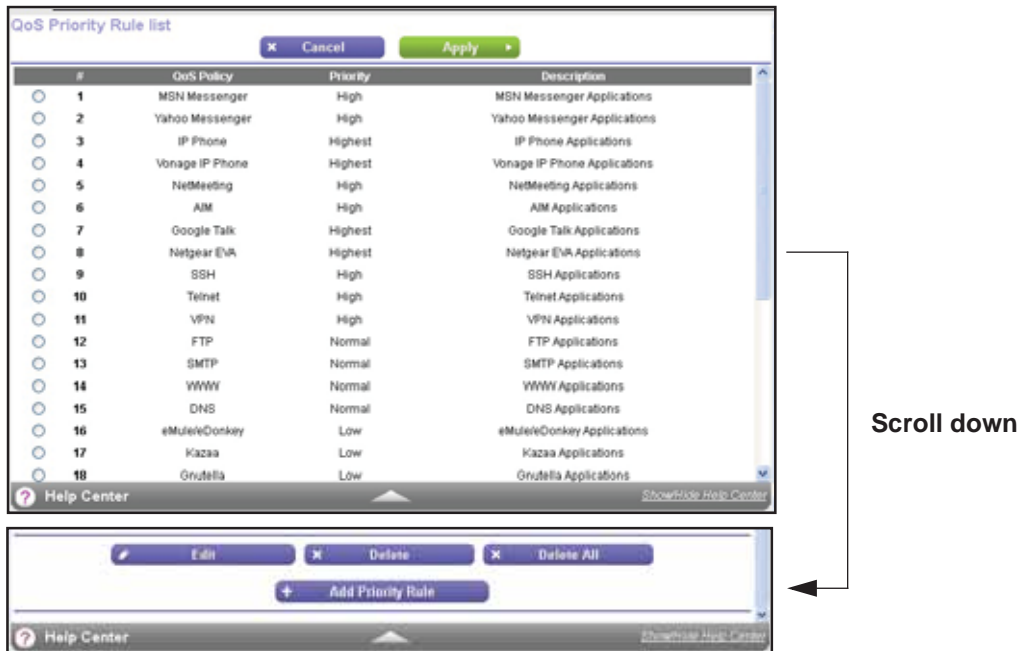 QoS Priority Rule list
× Cancel Apply
# QoS Policy Priority Description
1 MSN Messenger High MSN Messenger Applications
2 Yahoo Messenger High Yahoo Messenger Applications
3 IP Phone Highest IP Phone Applications
4 Vonage IP Phone Highest Vonage IP Phone Applications
5 NetMeeting High NetMeeting Applications
6 AIM High AIM Applications
7 Google Talk Highest Google Talk Applications
8 Netgear EVA Highest Netgear EVA Applications
9 SSH High SSH Applications
10 Telnet High Telnet Applications
11 VPN High VPN Applications
12 FTP Normal FTP Applications
13 SMTP Normal SMTP Applications
14 WWW Normal WWW Applications
15 DNS Normal DNS Applications
16 eMule/eDonkey Low eMule/eDonkey Applications
17 Kazaa Low Kazaa Applications
18 Gnutella Low Gnutella Applications
? Help Center Show/Hide Help Center
Scroll down
Edit × Delete × Delete All
+ Add Priority Rule
? Help Center Show/Hide Help Center